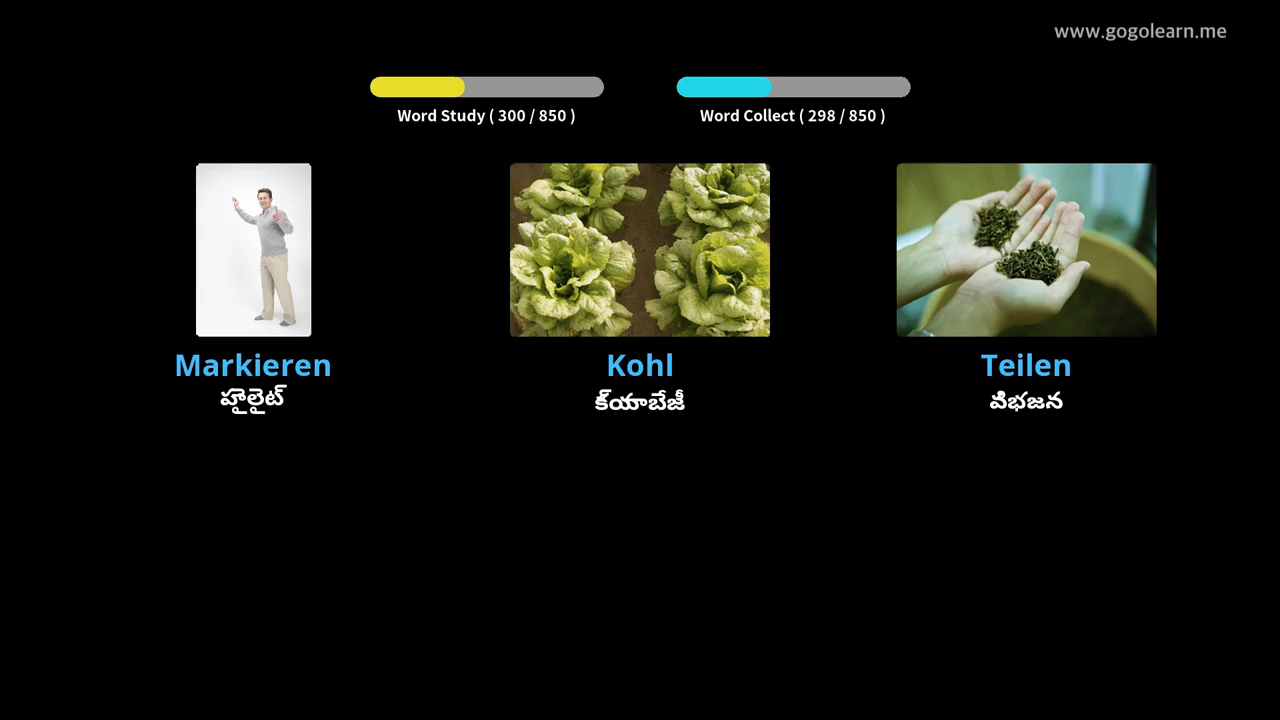 www.gogolearn.me
Word Study ( 300 / 850 )
Word Collect ( 298 / 850 )
Markieren
హైలైట్
Kohl
క్యాబేజీ
Teilen
విభజన